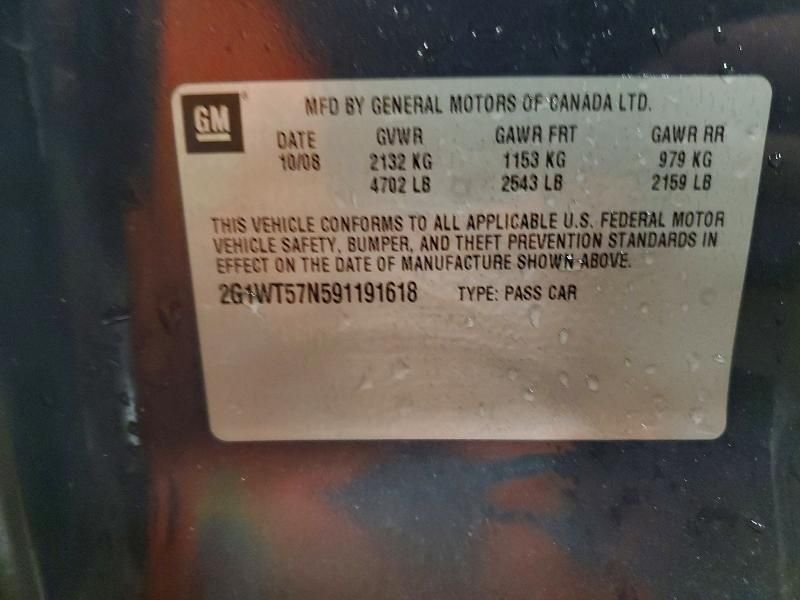 GM
MFD BY GENERAL MOTORS OF CANADA LTD.
DATE GVWR GAWR FRT GAWR RR
10/08 2132 KG 1153 KG 979 KG
4702 LB 2543 LB 2159 LB
THIS VEHICLE CONFORMS TO ALL APPLICABLE U.S. FEDERAL MOTOR
VEHICLE SAFETY, BUMPER, AND THEFT PREVENTION STANDARDS IN
EFFECT ON THE DATE OF MANUFACTURE SHOWN ABOVE.
2G1WT57N591191618 TYPE: PASS CAR